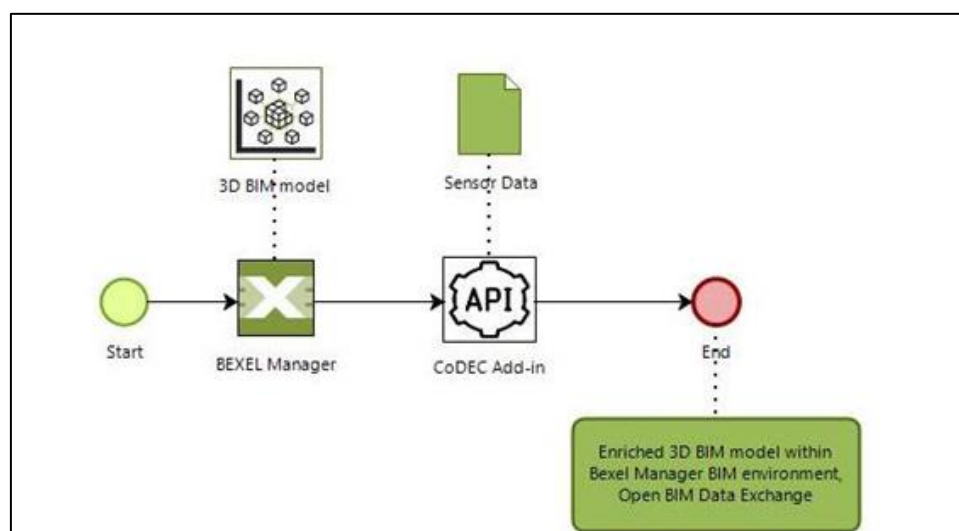 3D BIM model
Sensor Data
API
Start
BEXEL Manager
CoDEC Add-in
End
Enriched 3D BIM model within
Bexel Manager BIM environment,
Open BIM Data Exchange